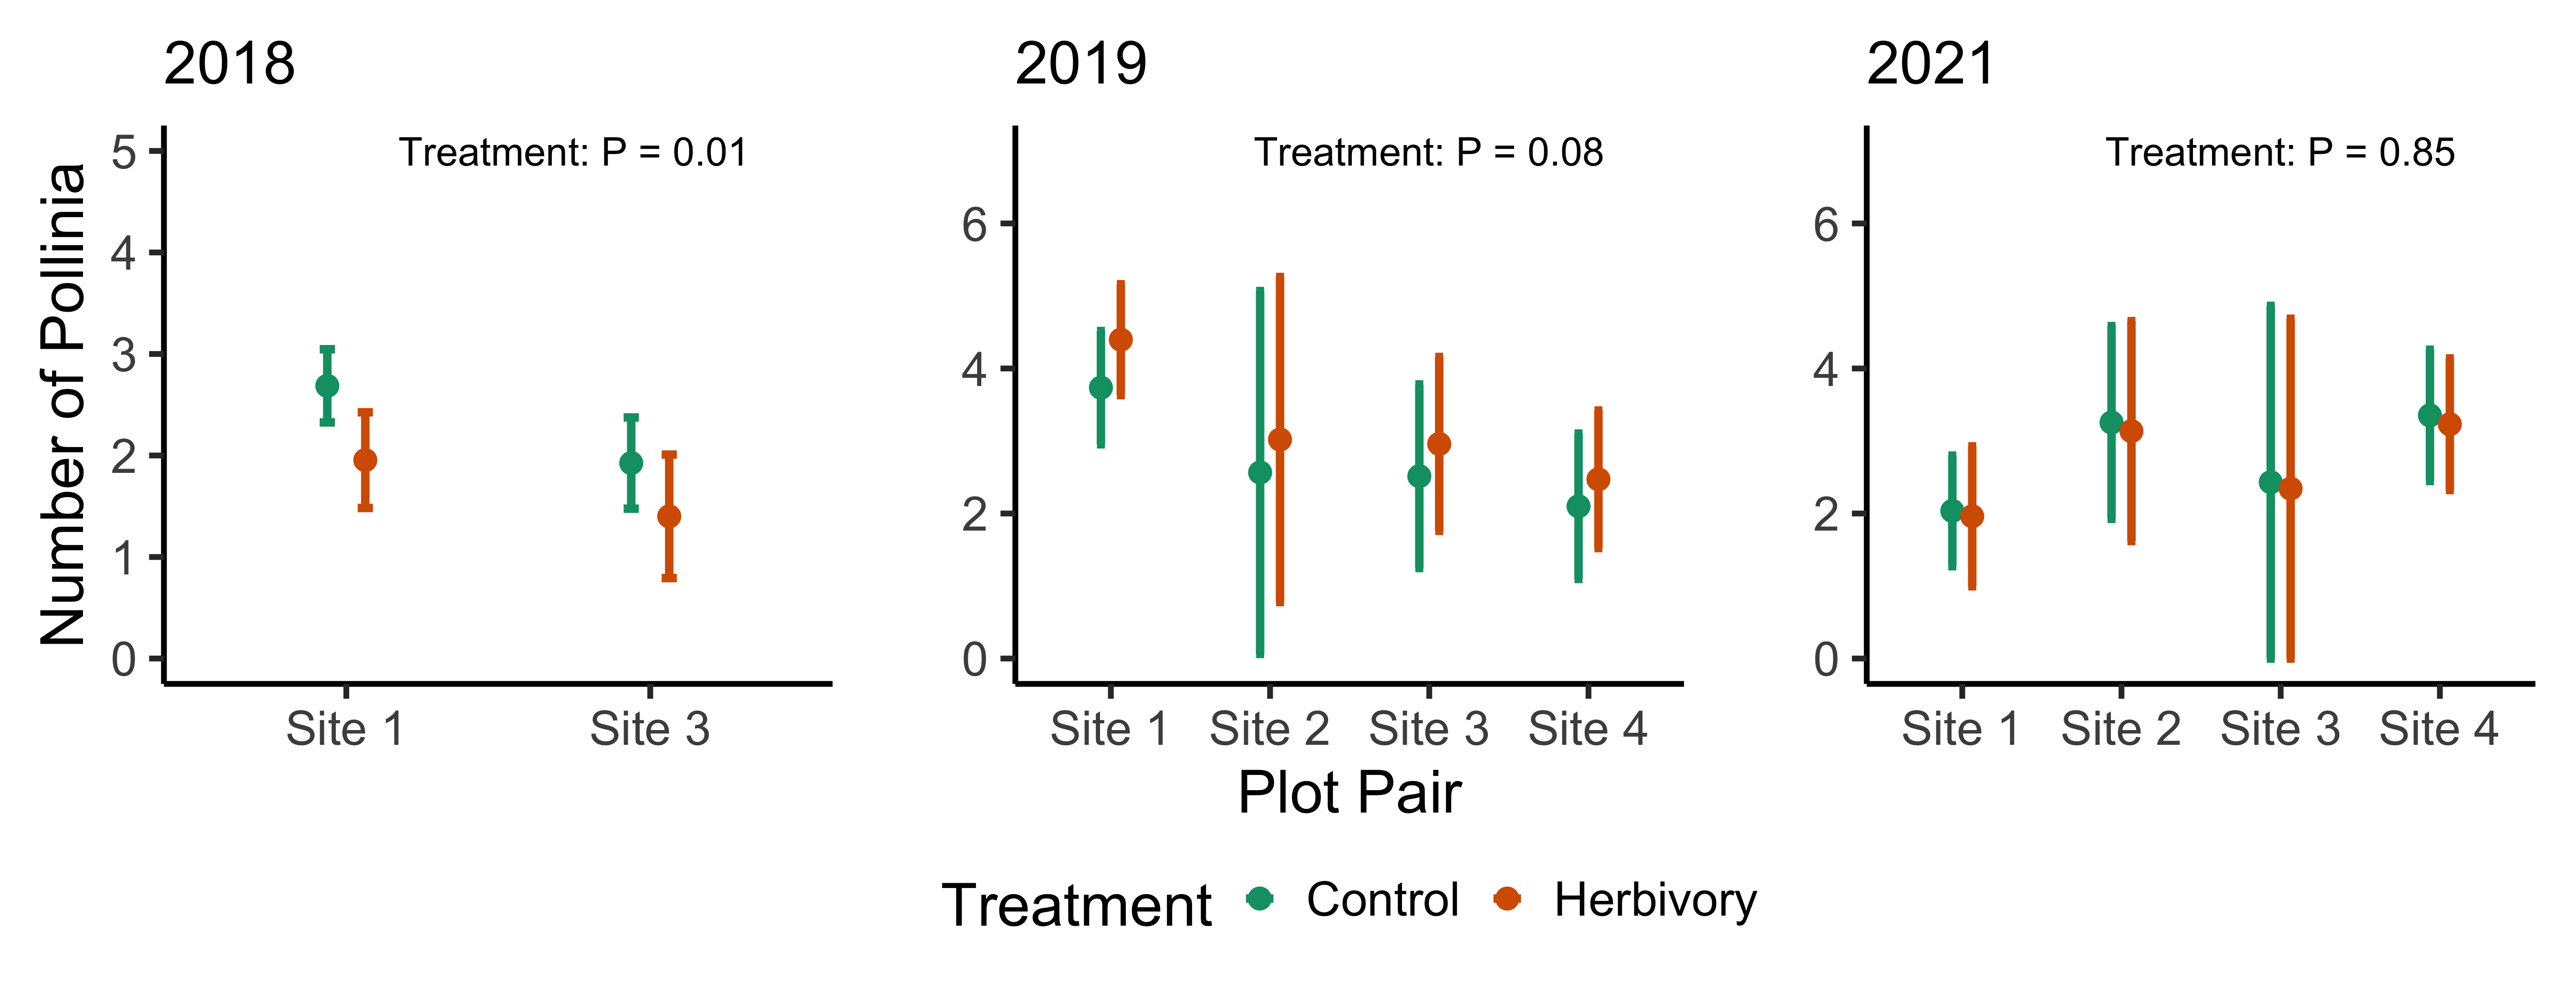 2018 2019 2021
Treatment: P = 0.01 Treatment: P = 0.08 Treatment: P = 0.85
Number of Pollinia
5
4
3
2
1
0
6
4
2
0
6
4
2
0
Site 1 Site 3 Site 1 Site 2 Site 3 Site 4 Site 1 Site 2 Site 3 Site 4
Plot Pair
Treatment Control Herbivory